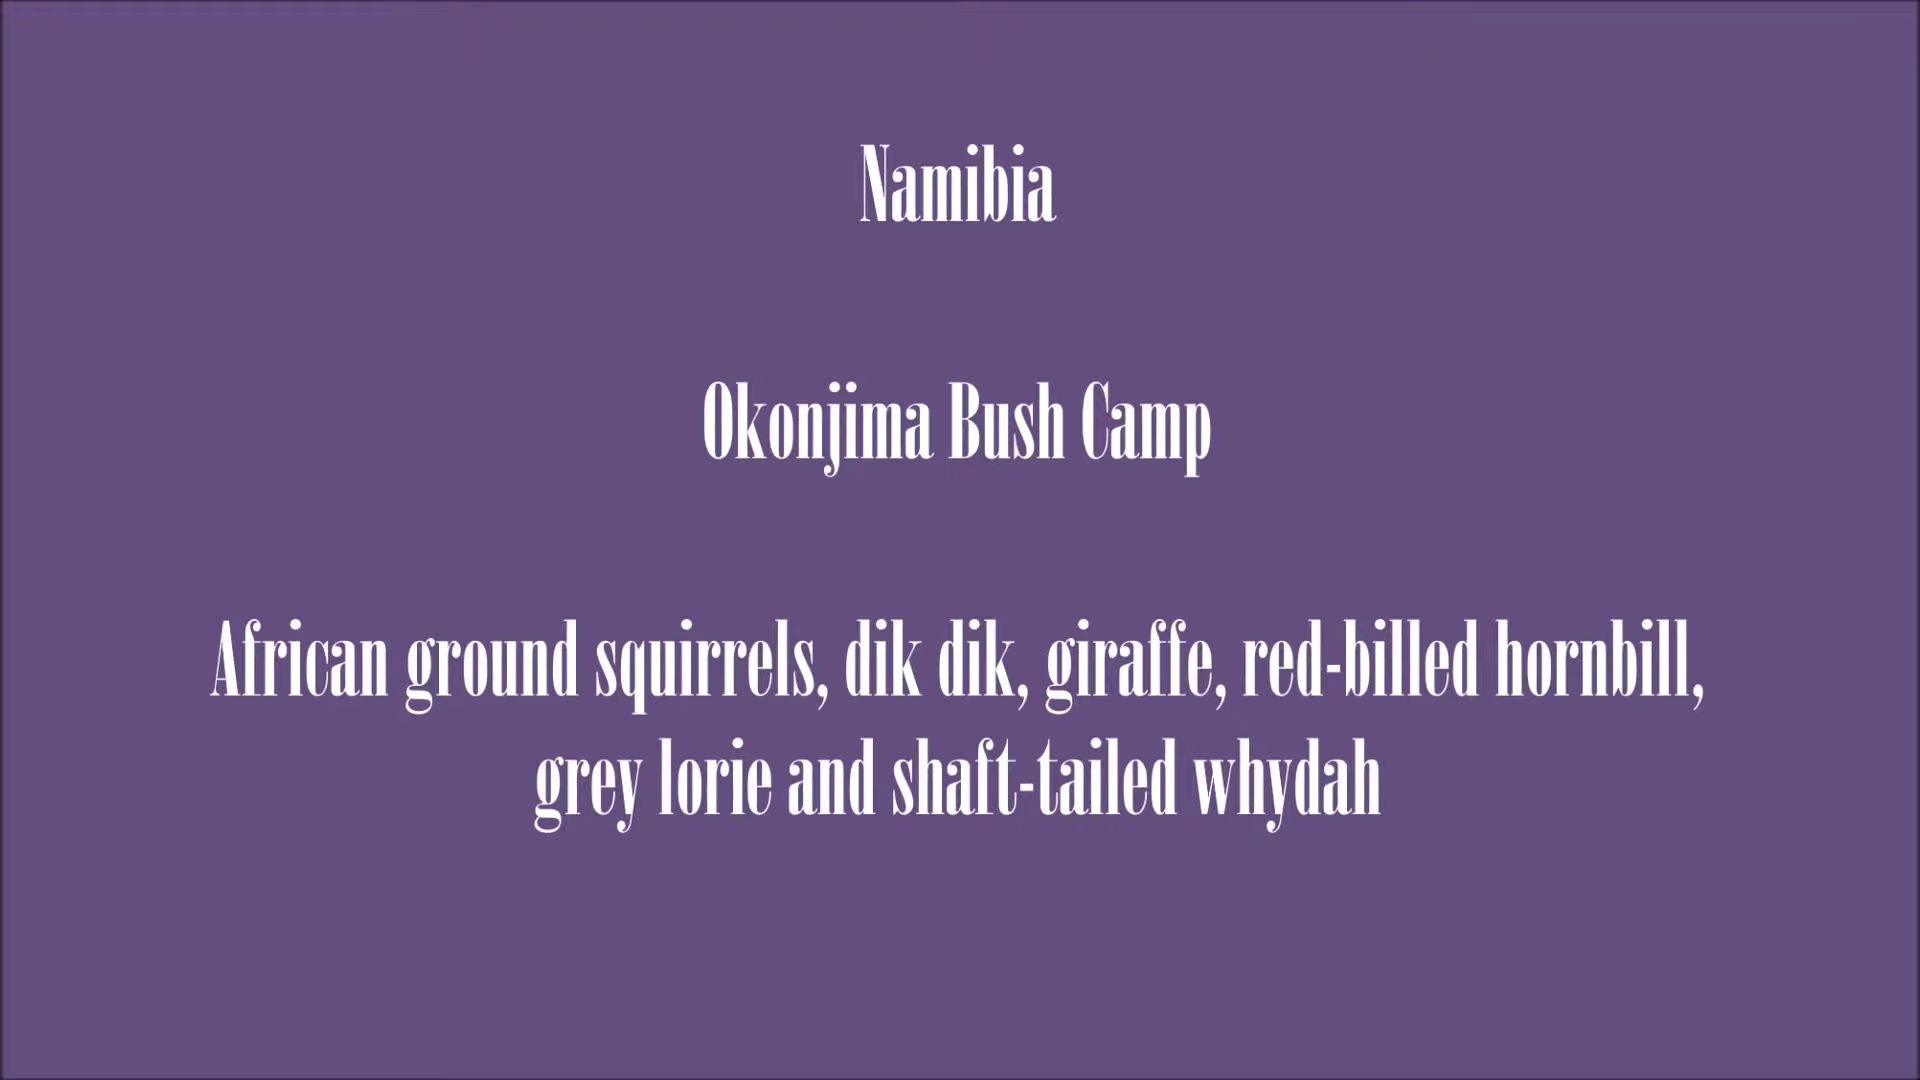 Namibia
Okonjima Bush Camp
African ground squirrels, dik dik, giraffe, red-billed hornbill,
grey lorie and shaft-tailed whydah